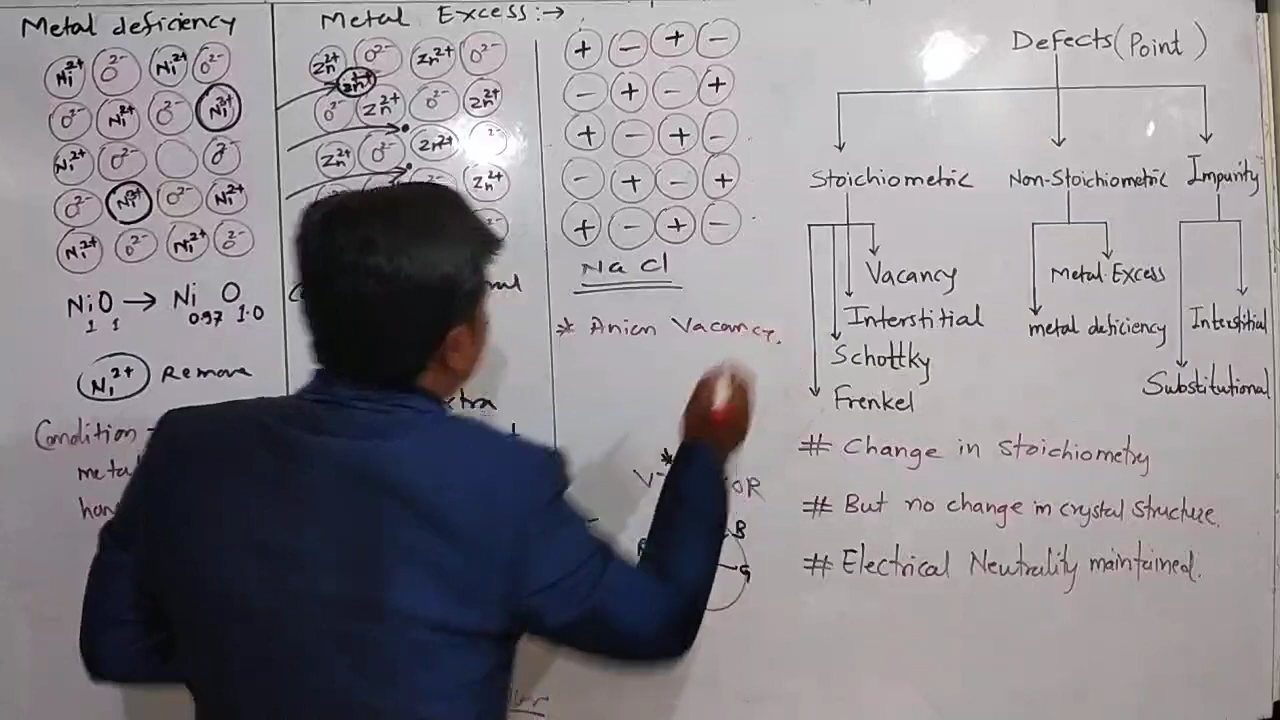 Metal deficiency
Ni2+ O2- Ni2+ O2-
O2- Ni2+ O2- Ni3+
Ni2+ O2- O2-
O2- Ni3+ O2- Ni2+
Ni2+ O2- Ni2+ O2-
NiO → Ni O
1 1 0.97 1.0
Ni2+ Remove
Condition
Metal Excess:→
Zn2+ O2- Zn2+ O2-
Zn2+
O2- Zn2+ O2- Zn2+
Zn2+ O2- Zn2+ 2-
Zn2+
+ - + -
- + - +
+ - + -
- + - +
+ - + -
NaCl
* Anion Vacancy.
V
OR
B
G
Defects (Point)
Stoichiometric Non-Stoichiometric Impurity
Vacancy
Interstitial
Schottky
Frenkel
Metal Excess
metal deficiency
Interstitial
Substitutional
# Change in Stoichiometry
# But no change in crystal structure.
# Electrical Neutrality maintained.